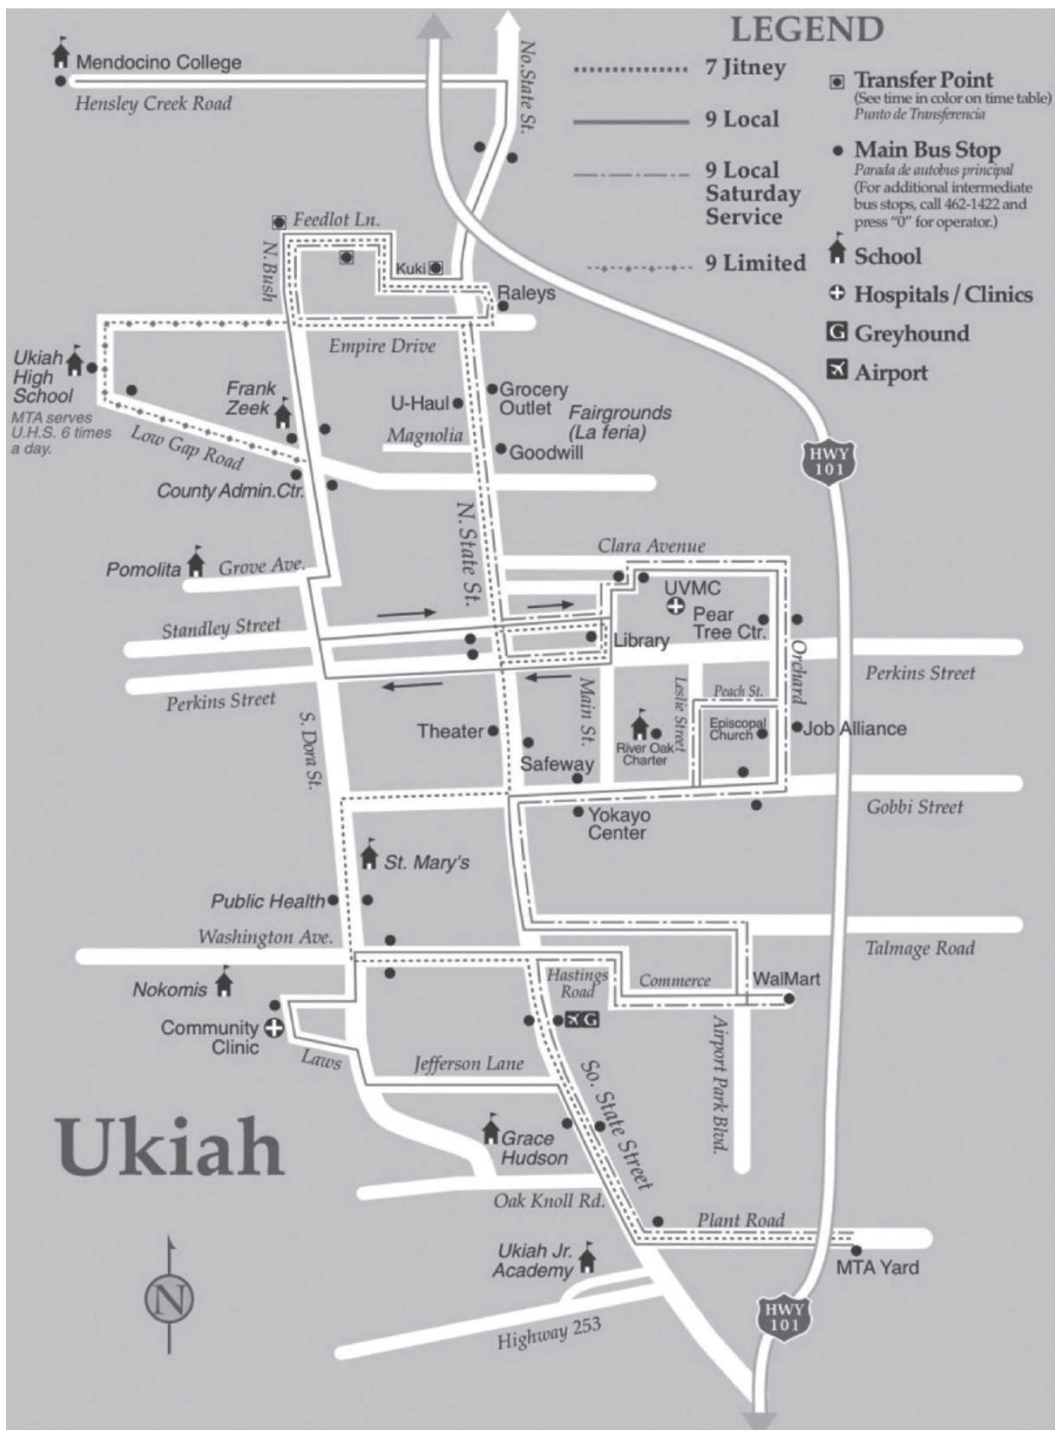 LEGEND
7 Jitney
9 Local
9 Local
Saturday
Service
9 Limited
Transfer Point
(See time in color on time table)
Punto de Transferencia
Main Bus Stop
Parada de autobus principal
(For additional intermediate
bus stops, call 462-1422 and
press “0” for operator.)
School
Hospitals / Clinics
G Greyhound
Airport
Mendocino College
Hensley Creek Road
No. State St.
Feedlot Ln.
N. Bush
Kuki
Raleys
Empire Drive
Ukiah
High
School
MTA serves
U.H.S. 6 times
a day.
Frank
Zeek
U-Haul
Grocery
Outlet
Fairgrounds
(La feria)
Magnolia
Goodwill
Low Gap Road
County Admin.Ctr.
HWY
101
N. State St.
Clara Avenue
Pomolita
Grove Ave.
UVMC
Pear
Tree Ctr.
Standley Street
Library
Orchard
Perkins Street
Perkins Street
Main St.
Leslie Street
Peach St.
S. Dora St.
Theater
Safeway
River Oak
Charter
Episcopal
Church
Job Alliance
Yokayo
Center
Gobbi Street
St. Mary's
Public Health
Washington Ave.
Talmage Road
Nokomis
Hastings
Road
Commerce
WalMart
Community
Clinic
G
Airport Park Blvd.
Laws
Jefferson Lane
So. State Street
Ukiah
Grace
Hudson
Oak Knoll Rd.
Plant Road
Ukiah Jr.
Academy
MTA Yard
N
Highway 253
HWY
101